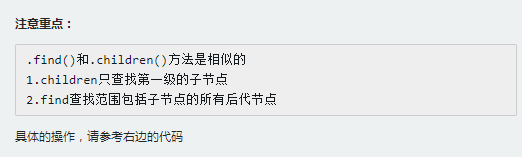 注意重点：
.find()和.children()方法是相似的
1.children只查找第一级的子节点
2.find查找范围包括子节点的所有后代节点
具体的操作，请参考右边的代码